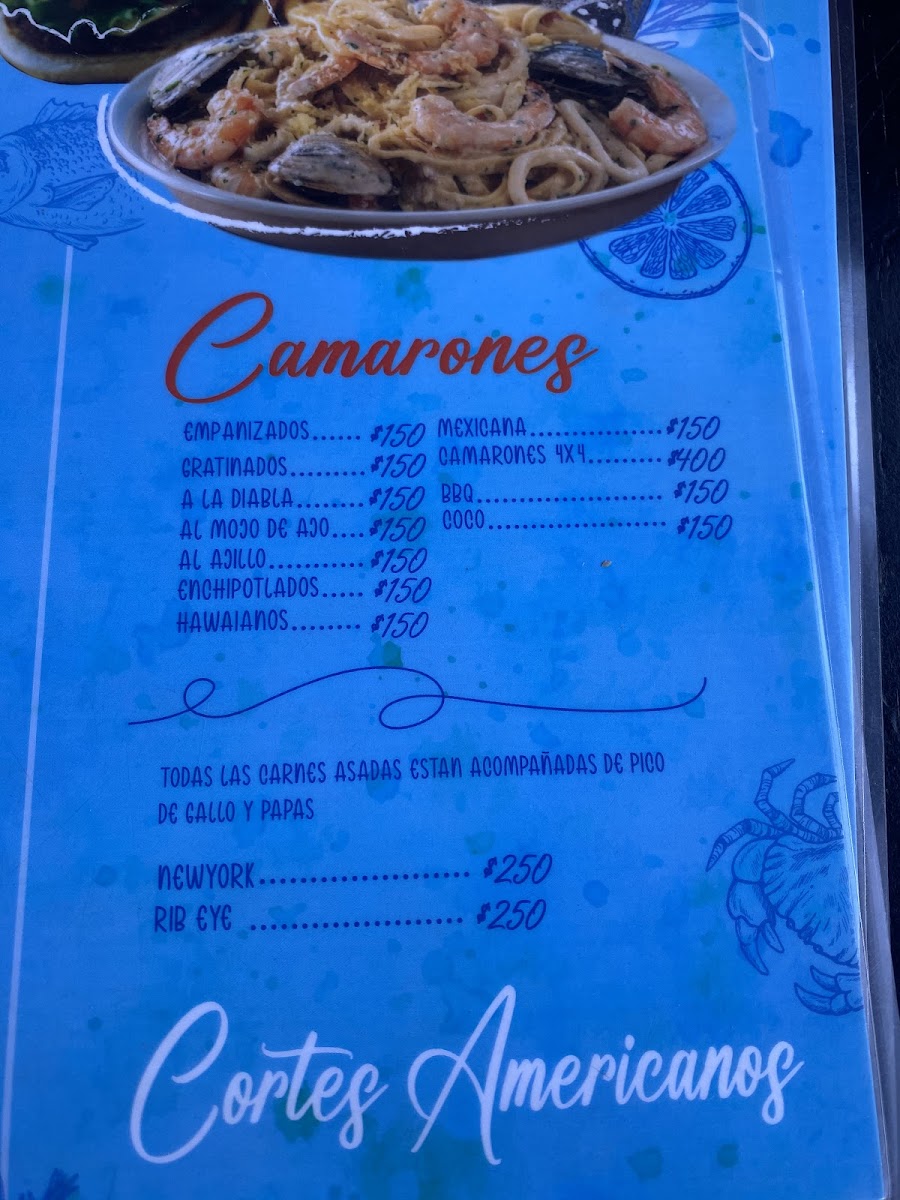 Camarones
EMPANIZADOS...... $150
GRATINADOS......... $150
A LA DIABLA........ $150
AL MOJO DE AJO.... $150
AL AJILLO............ $150
ENCHIPOTLADOS..... $150
HAWAIANOS........ $150
MEXICANA................ $150
CAMARONES 4X4......... $400
BBQ...................... $150
COCO..................... $150
TODAS LAS CARNES ASADAS ESTAN ACOMPAÑADAS DE PICO
DE GALLO Y PAPAS
NEWYORK..................... $250
RIB EYE ..................... $250
Cortes Americanos